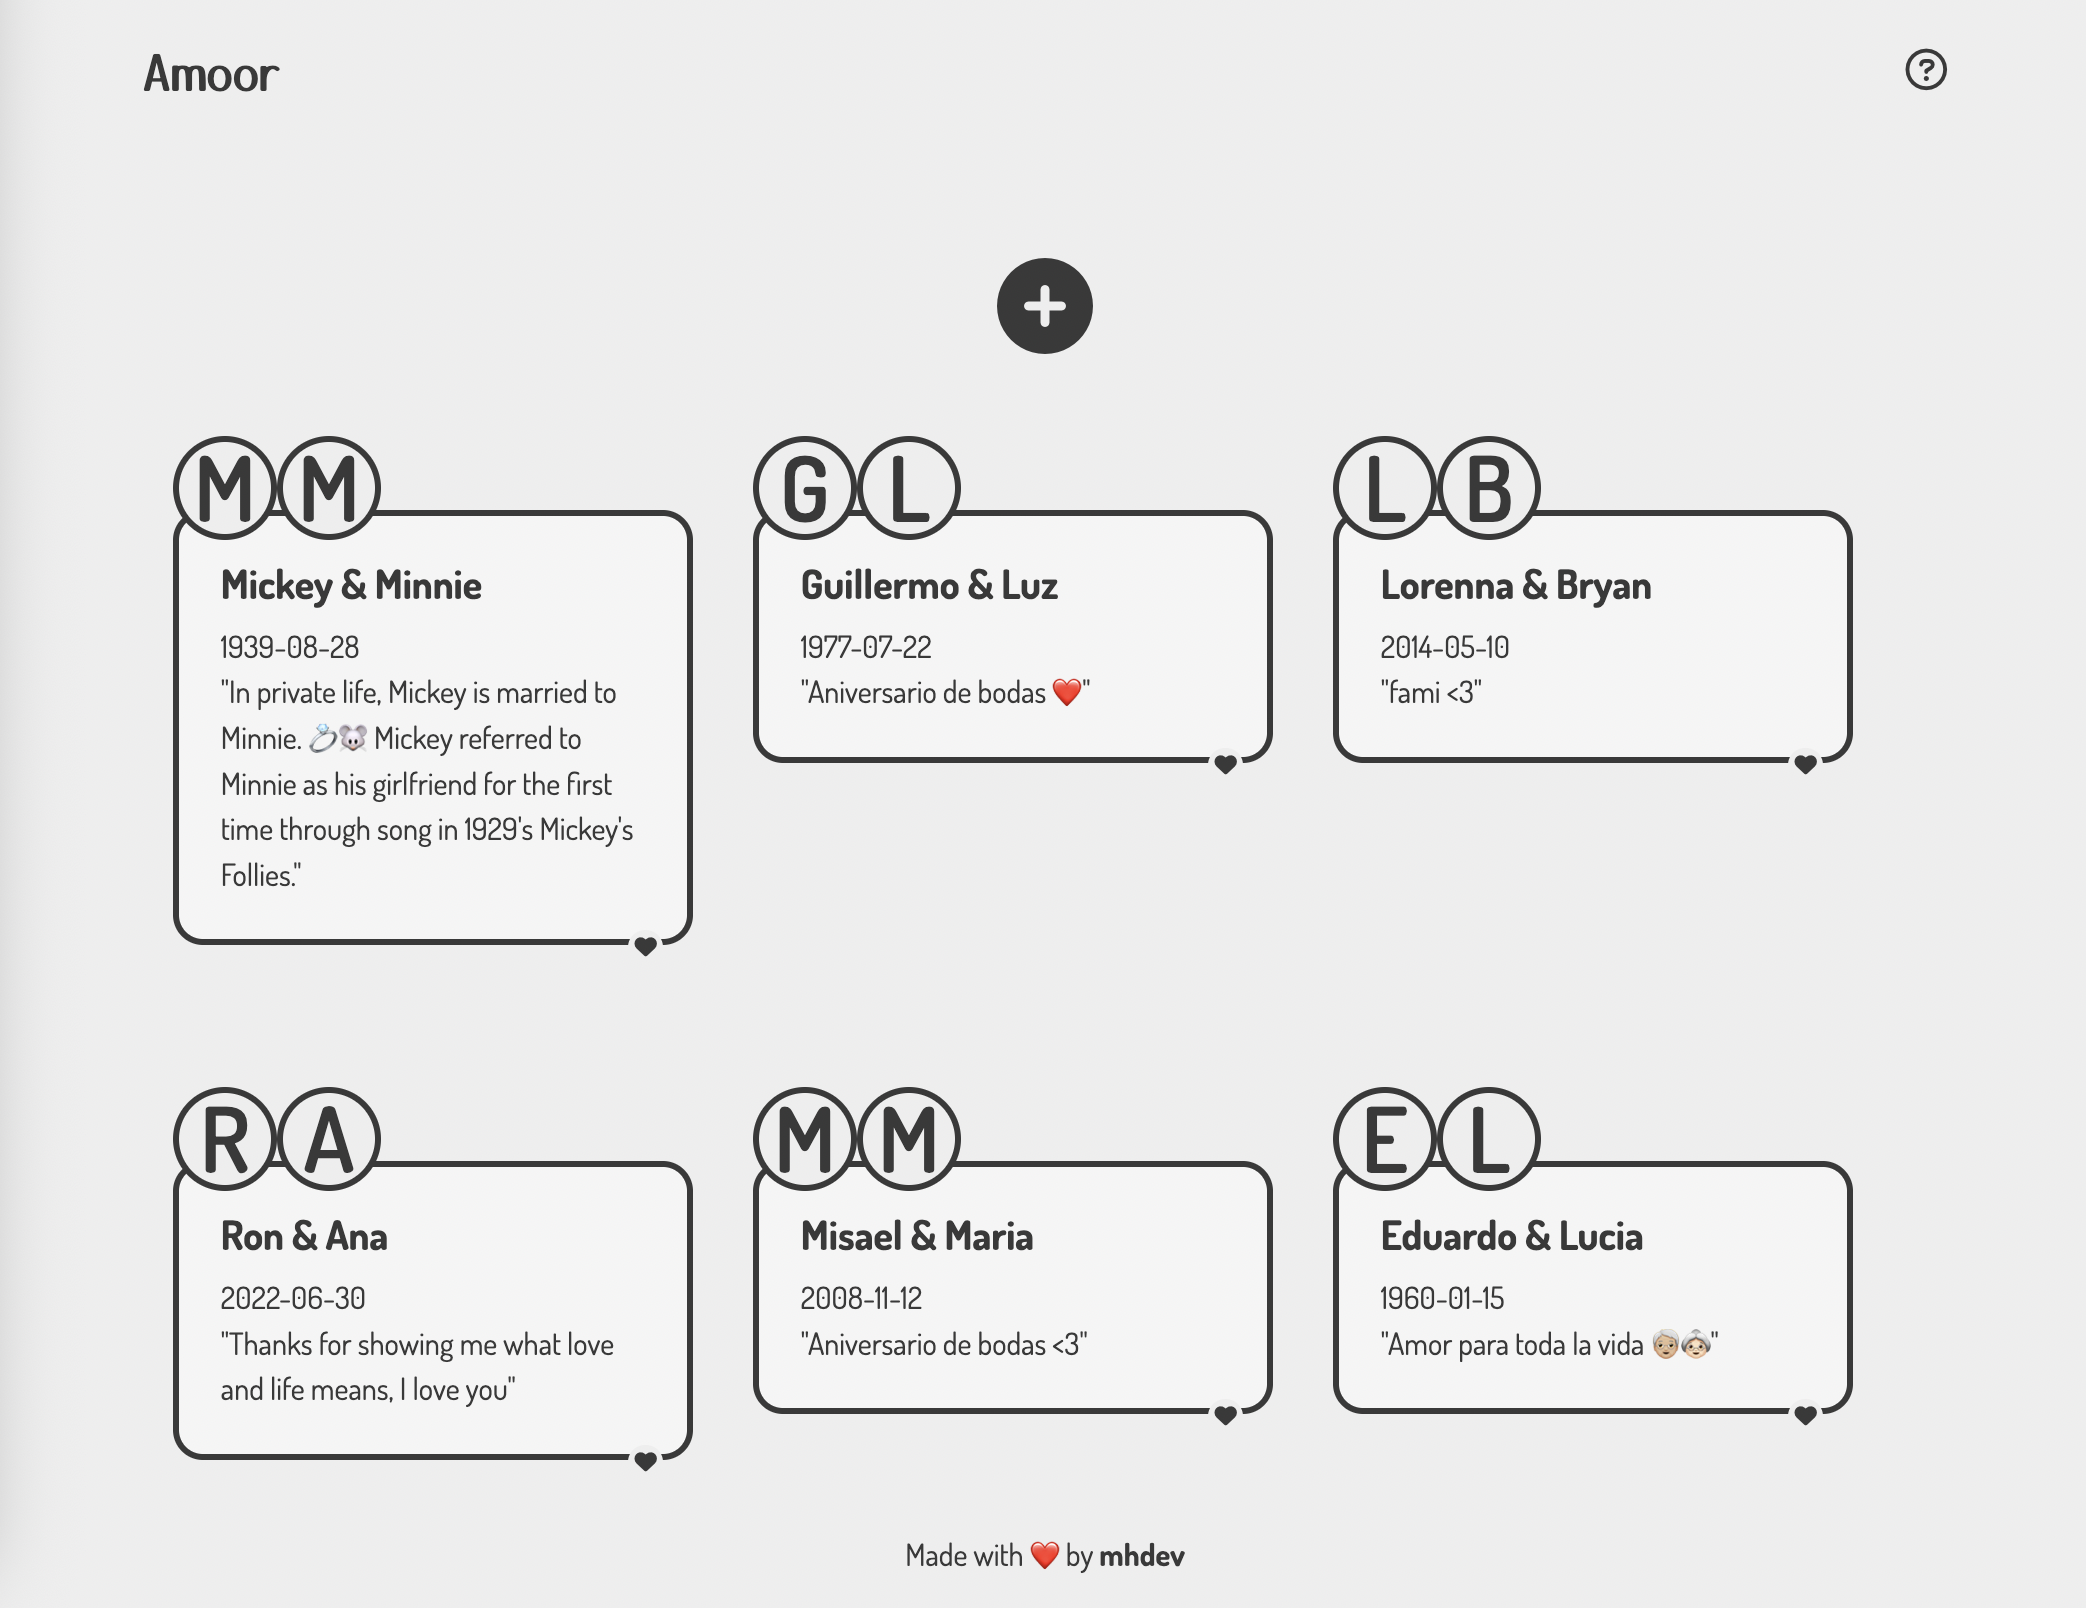 Amoor
?
M M
Mickey & Minnie
1939-08-28
"In private life, Mickey is married to
Minnie. 💍🐭 Mickey referred to
Minnie as his girlfriend for the first
time through song in 1929's Mickey's
Follies."
G L
Guillermo & Luz
1977-07-22
"Aniversario de bodas ❤️"
L B
Lorenna & Bryan
2014-05-10
"fami <3"
R A
Ron & Ana
2022-06-30
"Thanks for showing me what love
and life means, I love you"
M M
Misael & Maria
2008-11-12
"Aniversario de bodas <3"
E L
Eduardo & Lucia
1960-01-15
"Amor para toda la vida 🧓🏼👵🏻"
Made with ❤️ by mhdev